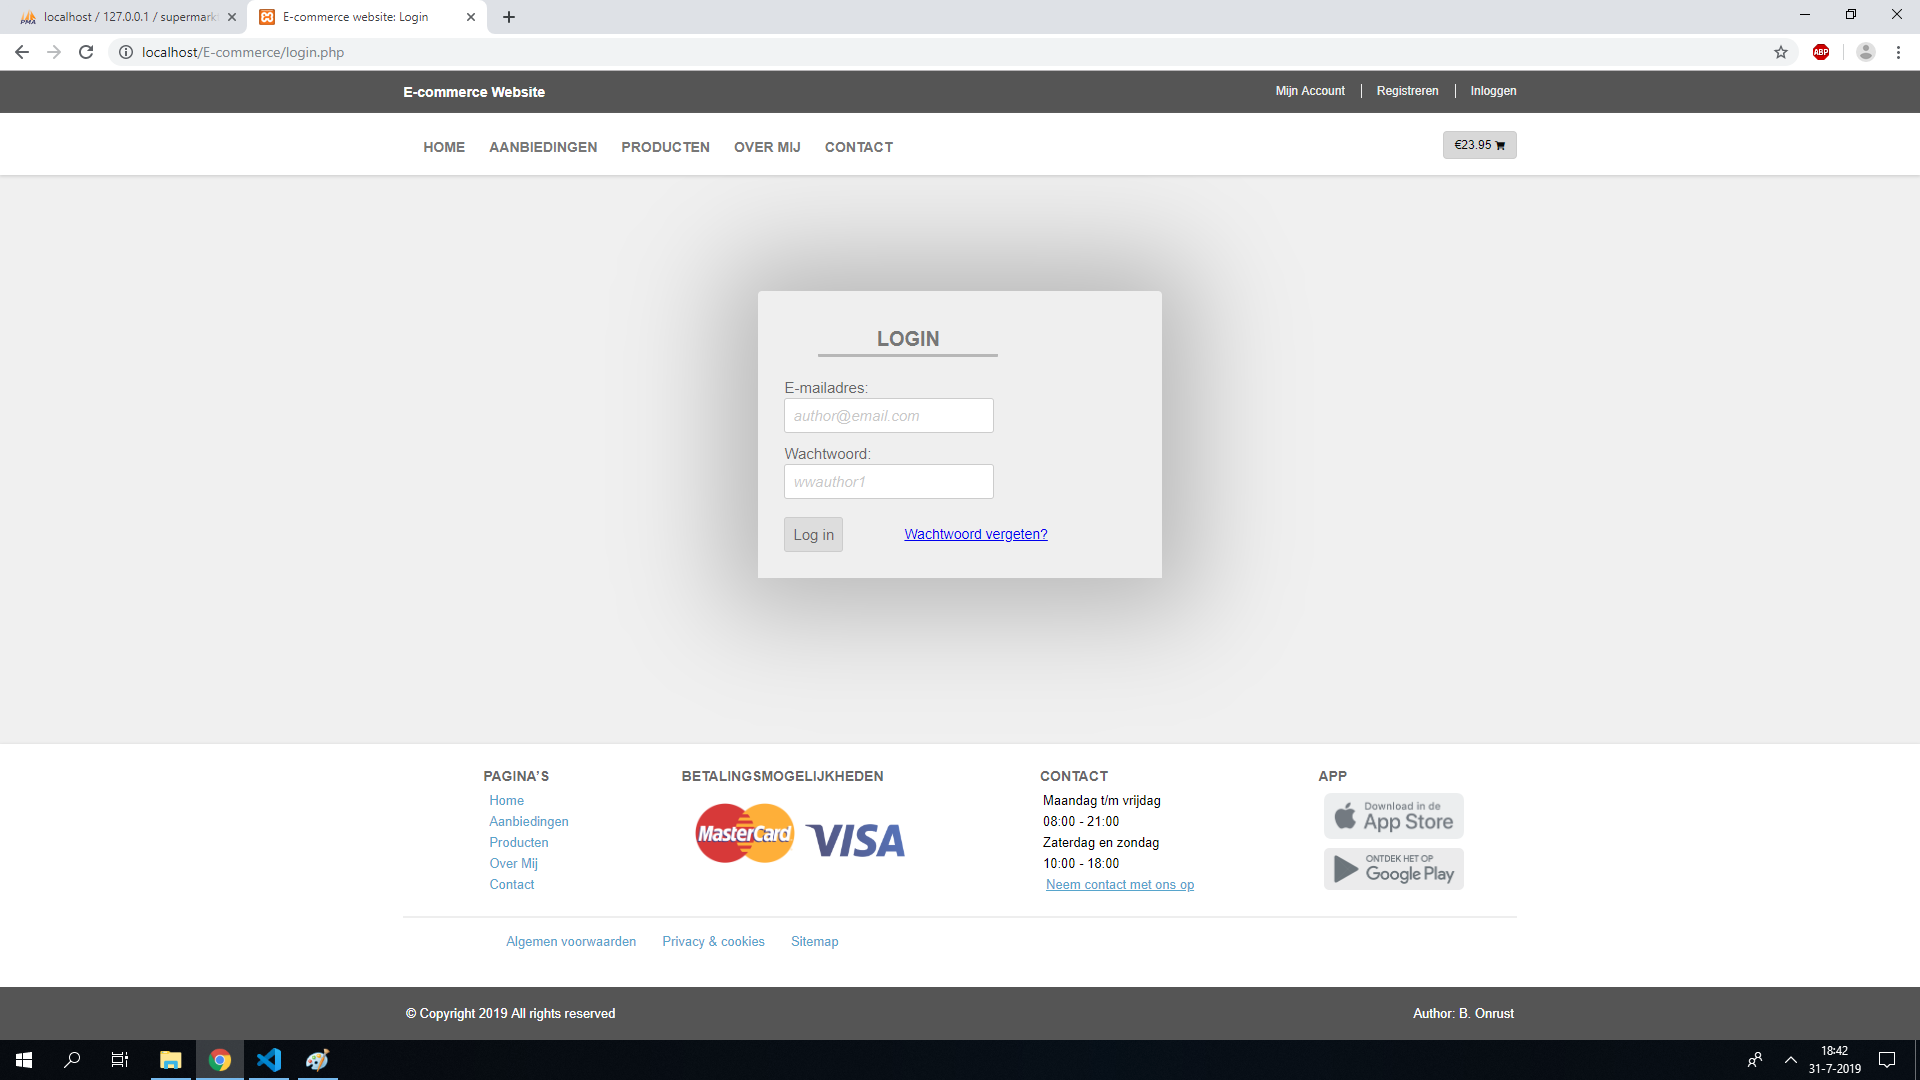 localhost / 127.0.0.1 / supermark
E-commerce website: Login
localhost/E-commerce/login.php
ABP
E-commerce Website
Mijn Account
Registreren
Inloggen
HOME
AANBIEDINGEN
PRODUCTEN
OVER MIJ
CONTACT
€23.95
LOGIN
E-mailadres:
author@email.com
Wachtwoord:
wwauthor1
Log in
Wachtwoord vergeten?
PAGINA’S
Home
Aanbiedingen
Producten
Over Mij
Contact
BETALINGSMOGELIJKHEDEN
MasterCard
VISA
CONTACT
Maandag t/m vrijdag
08:00 - 21:00
Zaterdag en zondag
10:00 - 18:00
Neem contact met ons op
APP
Download in de
App Store
ONTDEK HET OP
Google Play
Algemen voorwaarden
Privacy & cookies
Sitemap
© Copyright 2019 All rights reserved
Author: B. Onrust
18:42
31-7-2019